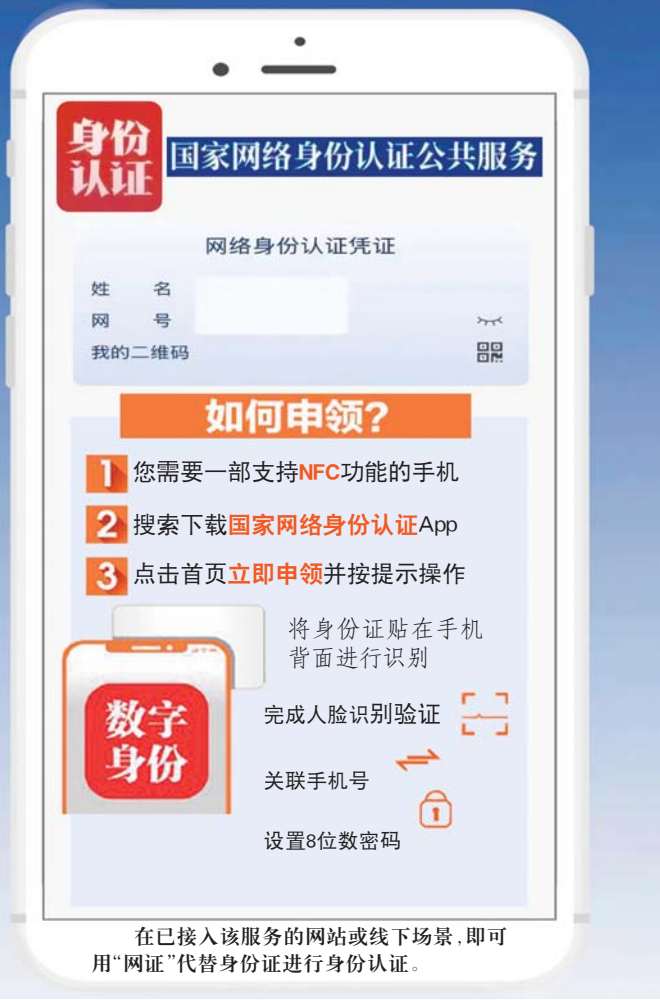 身份
认证
国家网络身份认证公共服务
网络身份认证凭证
姓 名
网 号
我的二维码
如何申领?
1 您需要一部支持NFC功能的手机
2 搜索下载国家网络身份认证App
3 点击首页立即申领并按提示操作
将身份证贴在手机
背面进行识别
数字
身份
完成人脸识别验证
关联手机号
设置8位数密码
在已接入该服务的网站或线下场景,即可
用“网证”代替身份证进行身份认证。